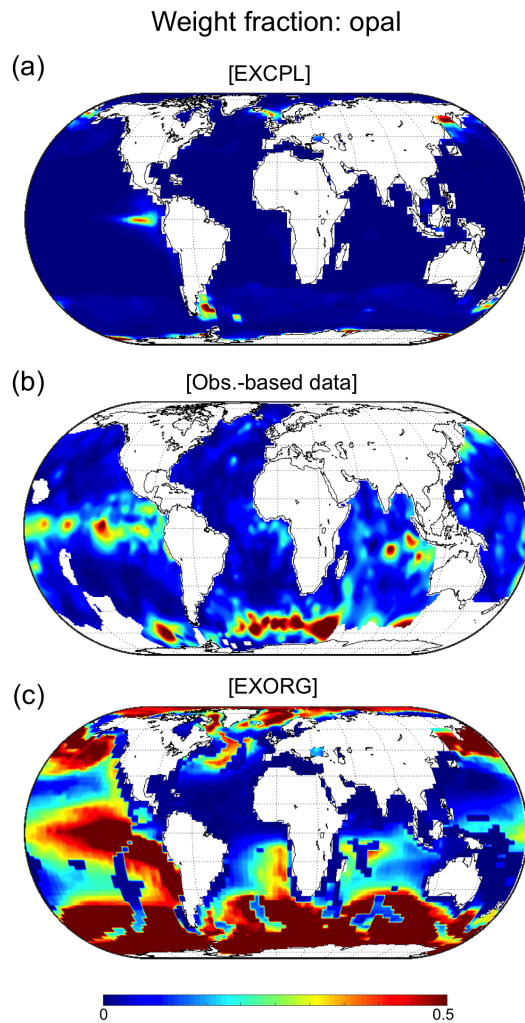 Weight fraction: opal
(a)
[EXCPL]
(b)
[Obs.-based data]
(c)
[EXORG]
0 0.5